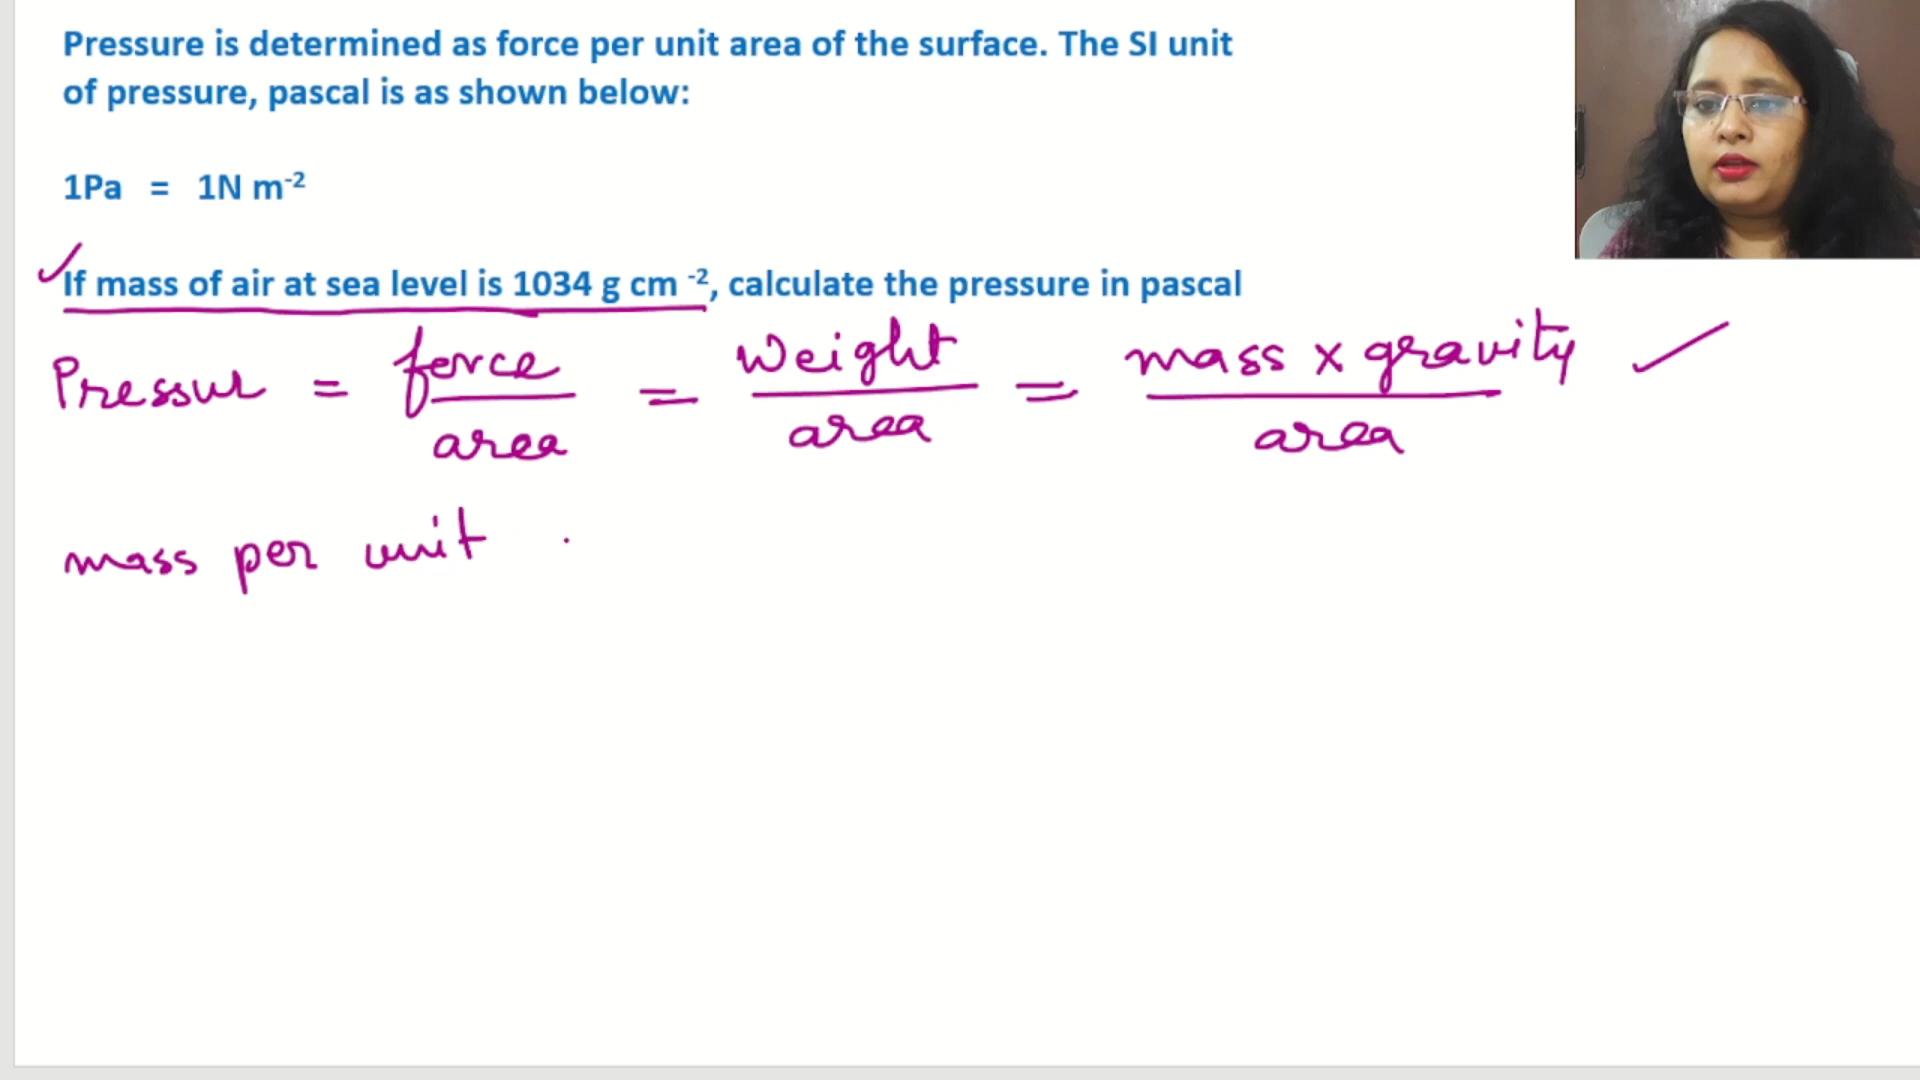 Pressure is determined as force per unit area of the surface. The SI unit
of pressure, pascal is as shown below:
1Pa = 1N m⁻²
If mass of air at sea level is 1034 g cm ⁻², calculate the pressure in pascal
Pressur = force/area = Weight/area = mass x gravity/area
mass per unit